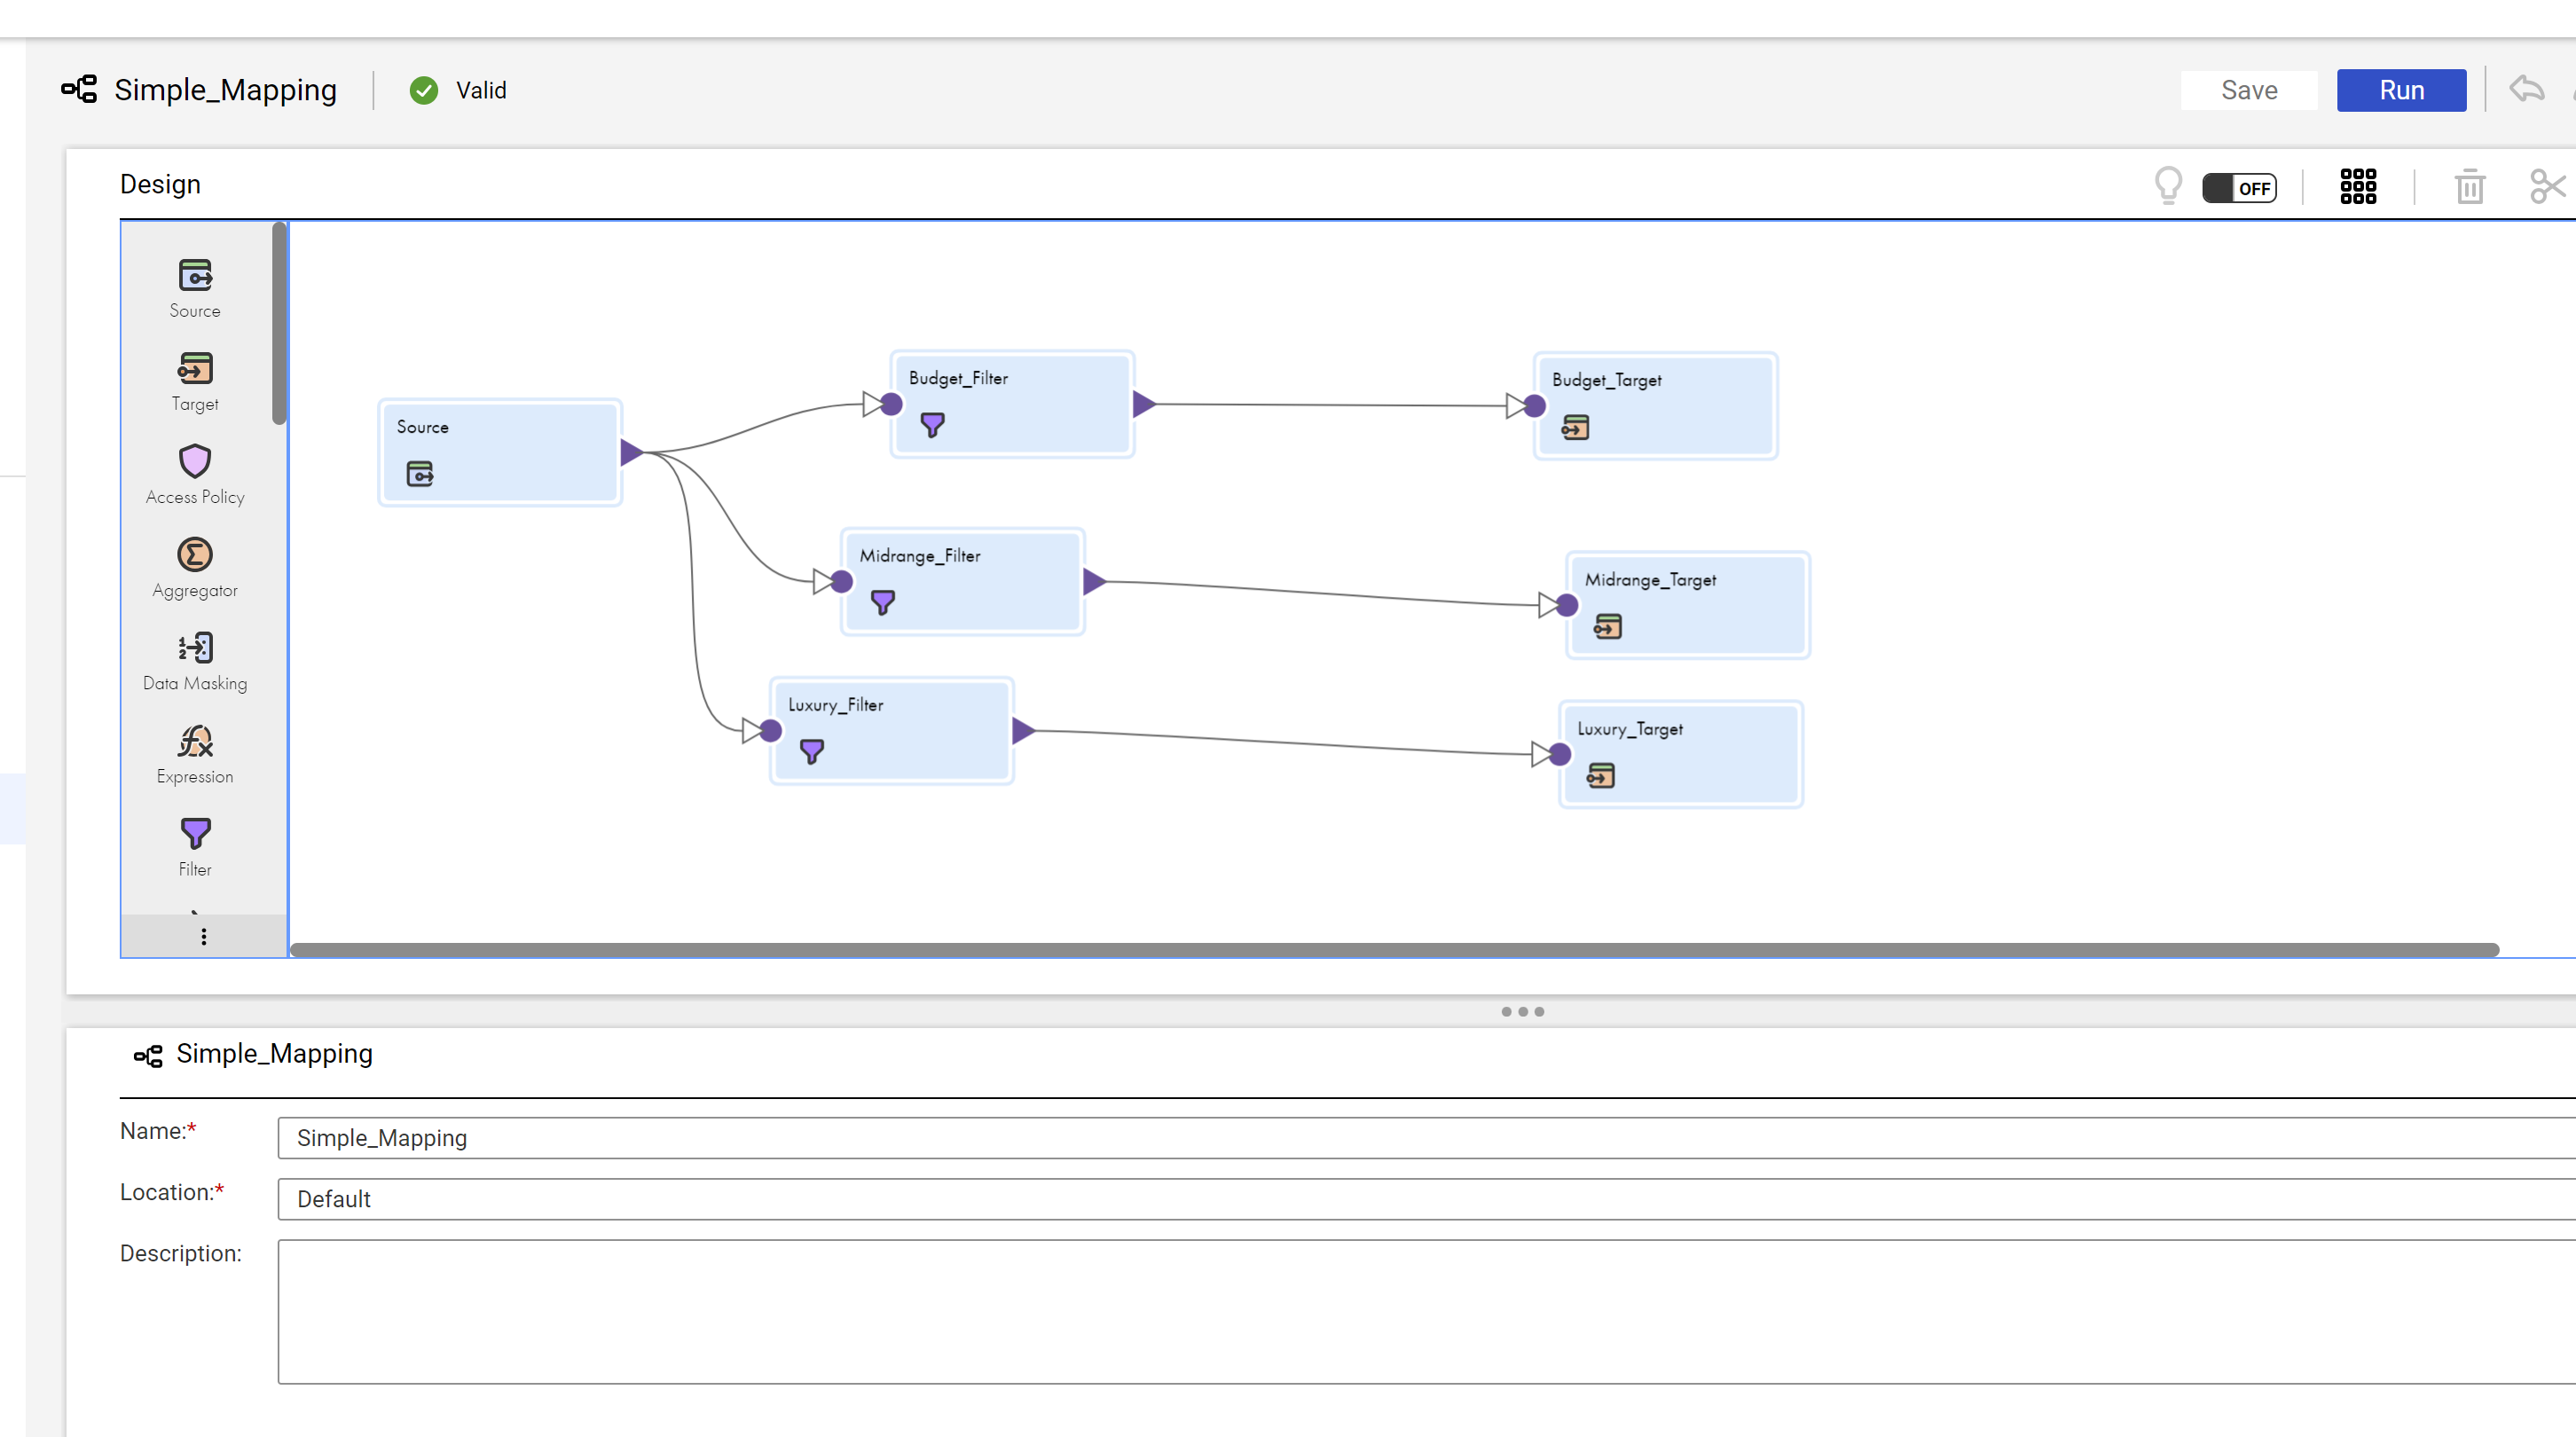 Simple_Mapping
Valid
Save
Run
Design
OFF
Source
Target
Access Policy
Aggregator
Data Masking
Expression
Filter
Source
Budget_Filter
Budget_Target
Midrange_Filter
Midrange_Target
Luxury_Filter
Luxury_Target
Simple_Mapping
Name:*
Simple_Mapping
Location:*
Default
Description: